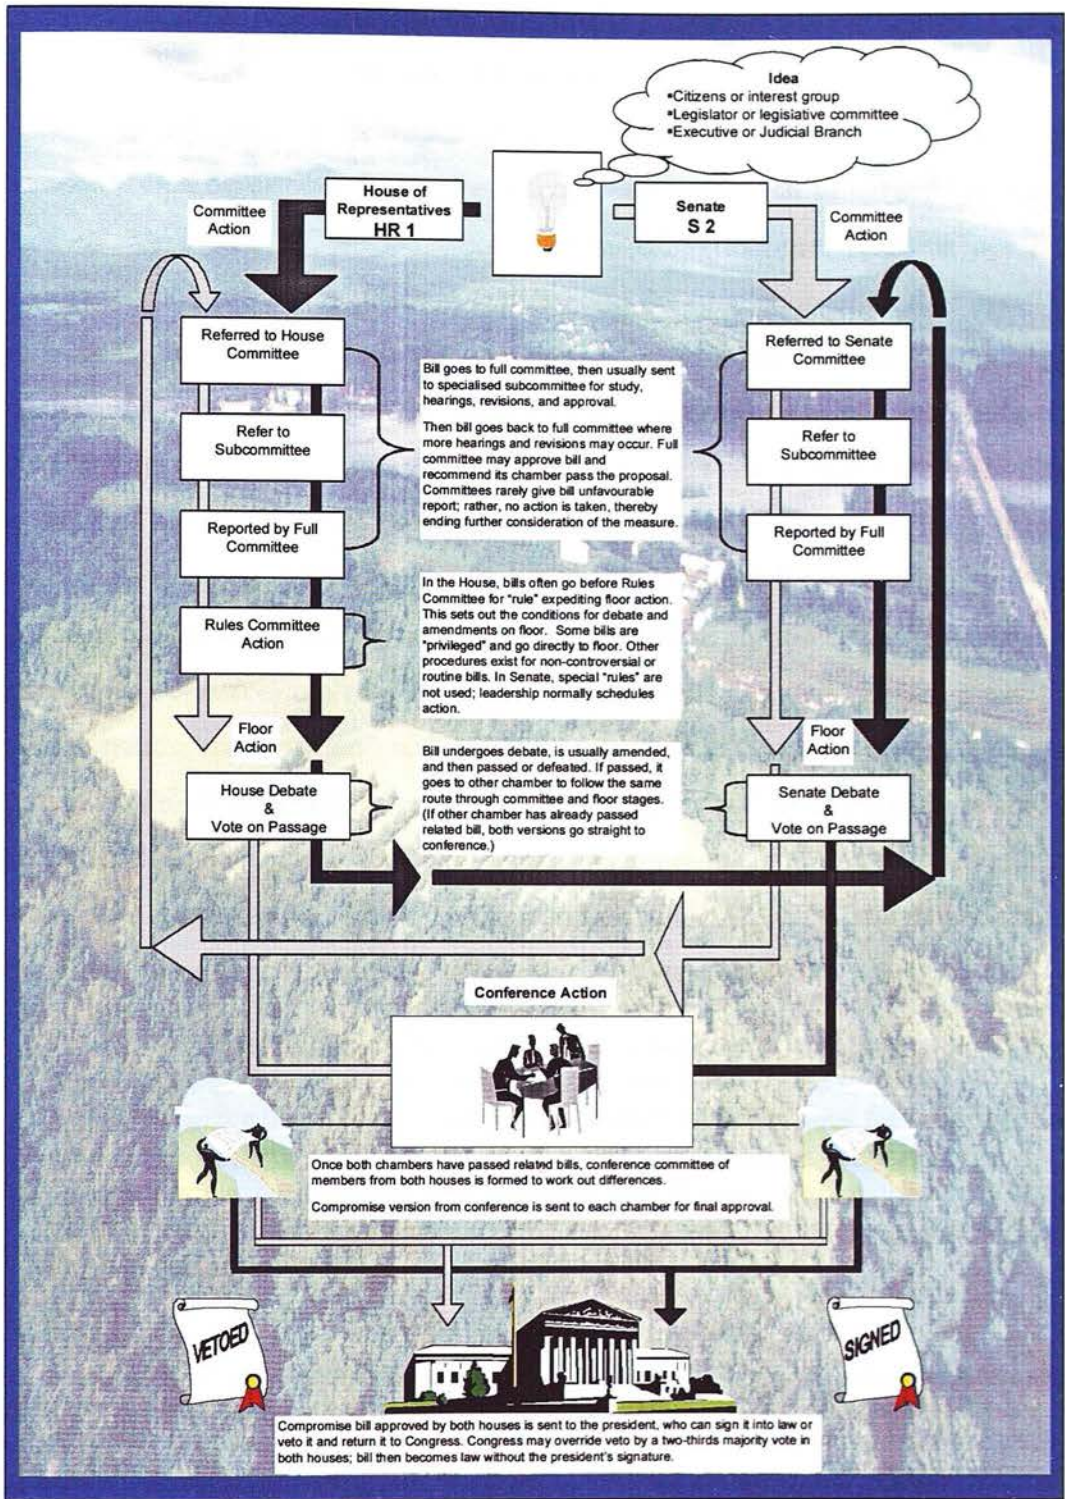 Idea
▪Citizens or interest group
▪Legislator or legislative committee
▪Executive or Judicial Branch
House of
Representatives
HR 1
Senate
S 2
Committee
Action
Committee
Action
Referred to House
Committee
Referred to Senate
Committee
Bill goes to full committee, then usually sent
to specialised subcommittee for study,
hearings, revisions, and approval.
Then bill goes back to full committee where
more hearings and revisions may occur. Full
committee may approve bill and
recommend its chamber pass the proposal.
Committees rarely give bill unfavourable
report; rather, no action is taken, thereby
ending further consideration of the measure.
Refer to
Subcommittee
Refer to
Subcommittee
Reported by Full
Committee
Reported by Full
Committee
Rules Committee
Action
In the House, bills often go before Rules
Committee for "rule" expediting floor action.
This sets out the conditions for debate and
amendments on floor. Some bills are
"privileged" and go directly to floor. Other
procedures exist for non-controversial or
routine bills. In Senate, special "rules" are
not used; leadership normally schedules
action.
Floor
Action
Floor
Action
House Debate
&
Vote on Passage
Bill undergoes debate, is usually amended,
and then passed or defeated. If passed, it
goes to other chamber to follow the same
route through committee and floor stages.
(If other chamber has already passed
related bill, both versions go straight to
conference.)
Senate Debate
&
Vote on Passage
Conference Action
Once both chambers have passed related bills, conference committee of
members from both houses is formed to work out differences.
Compromise version from conference is sent to each chamber for final approval.
VETOED
SIGNED
Compromise bill approved by both houses is sent to the president, who can sign it into law or
veto it and return it to Congress. Congress may override veto by a two-thirds majority vote in
both houses; bill then becomes law without the president's signature.